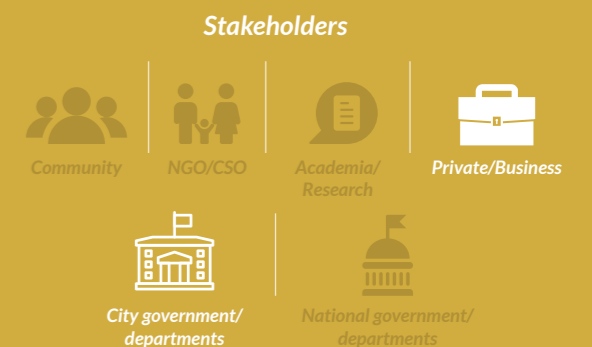 Stakeholders
Community
NGO/CSO
Academia/
Research
Private/Business
City government/
departments
National government/
departments